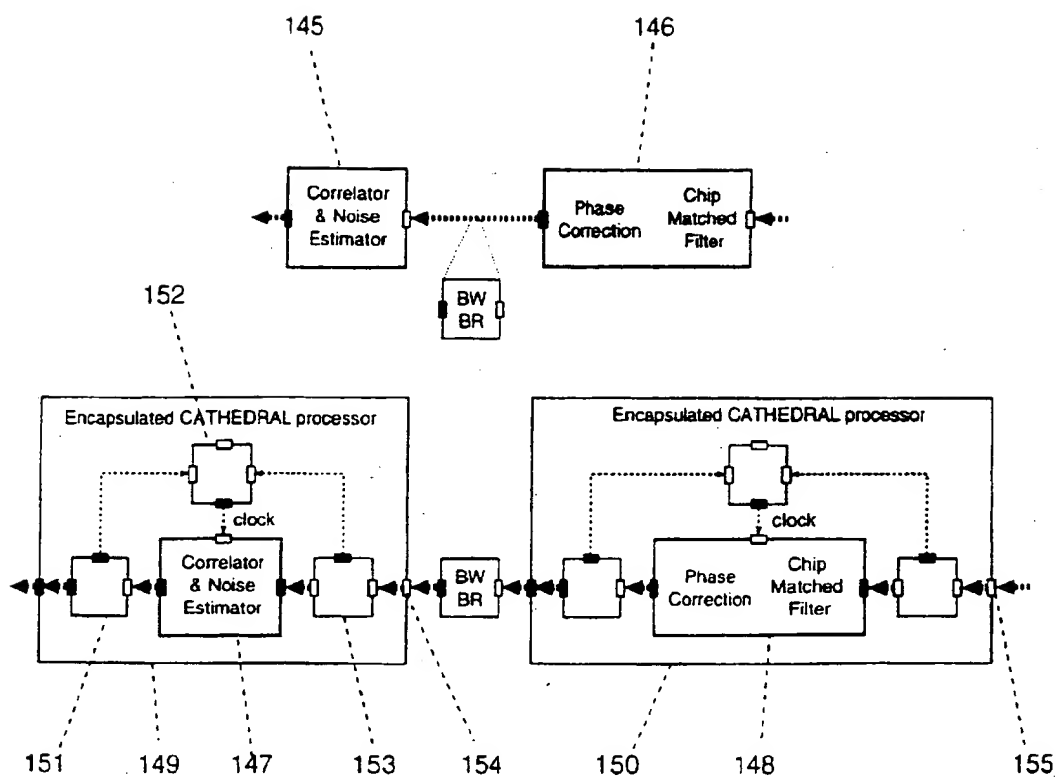 145
146
Correlator
& Noise
Estimator
Phase
Correction
Chip
Matched
Filter
BW
BR
152
Encapsulated CATHEDRAL processor
clock
Correlator
& Noise
Estimator
BW
BR
Encapsulated CATHEDRAL processor
clock
Phase
Correction
Chip
Matched
Filter
151
149
147
153
154
150
148
155